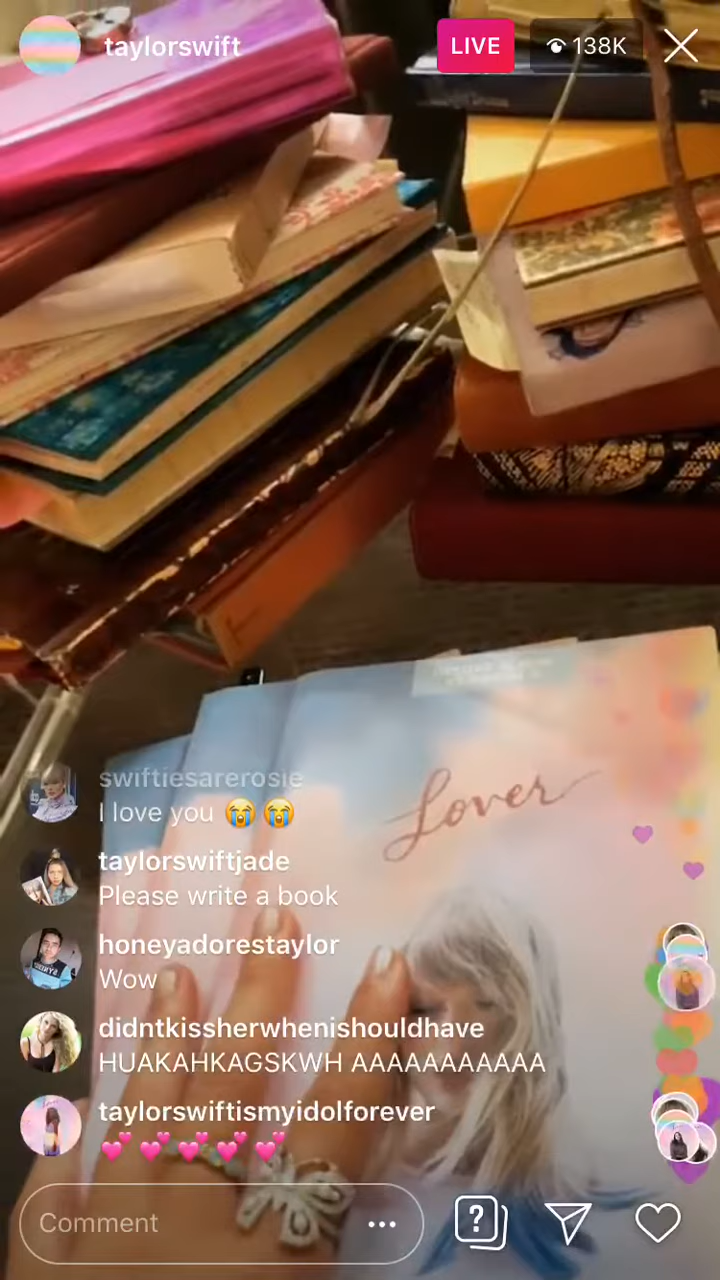 taylorswift
LIVE
138K
Lover
swiftiesarerosie
I love you 😭😭
taylorswiftjade
Please write a book
honeyadorestaylor
Wow
didntkissherwhenishouldhave
HUAKAHKAGSKWH AAAAAAAAAAA
taylorswiftismyidolforever
💕💕💕💕💕
Comment